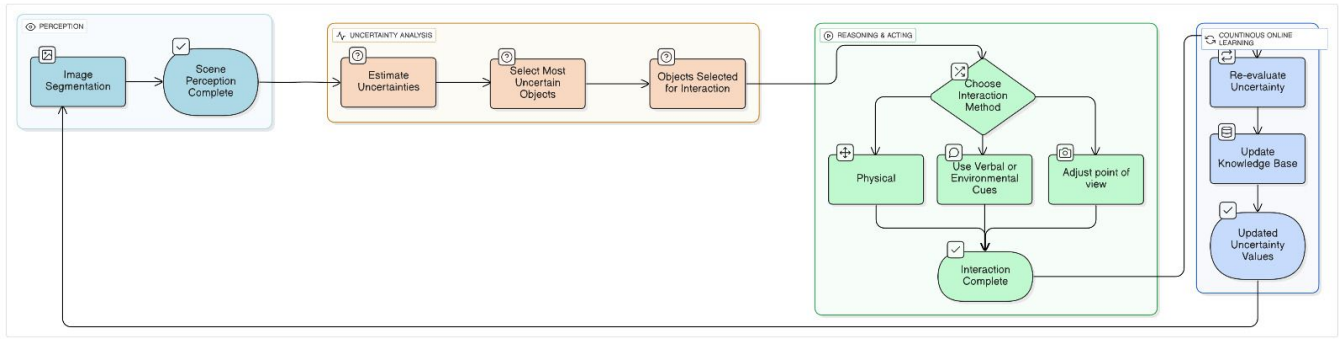 PERCEPTION
Image
Segmentation
Scene
Perception
Complete
UNCERTAINTY ANALYSIS
Estimate
Uncertainties
Select Most
Uncertain
Objects
Objects Selected
for Interaction
REASONING & ACTING
Choose
Interaction
Method
Physical
Use Verbal or
Environmental
Cues
Adjust point of
view
Interaction
Complete
COUNTINOUS ONLINE
LEARNING
Re-evaluate
Uncertainty
Update
Knowledge Base
Updated
Uncertainty
Values